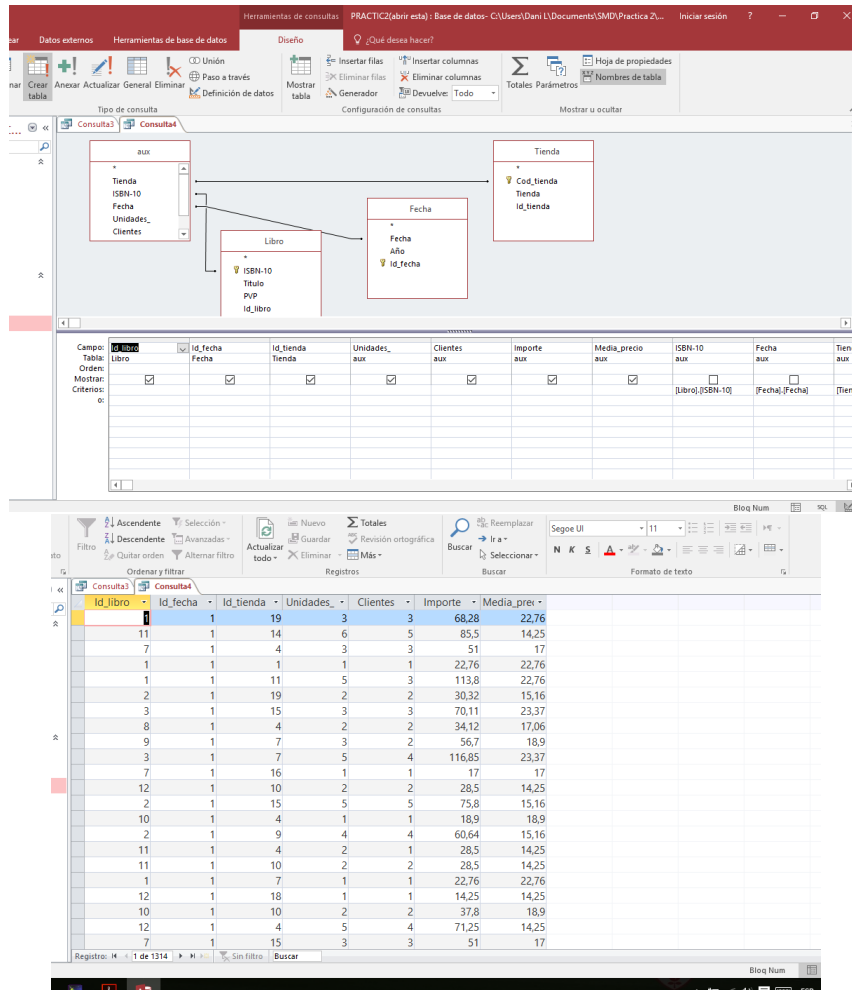 Herramientas de consultas PRACTIC2(abrir esta) : Base de datos- C:\Users\Dani L\Documents\SMD\Practica 2\... Iniciar sesión ?
ear Datos externos Herramientas de base de datos Diseño ¿Qué desea hacer?
Unión Insertar filas Insertar columnas Hoja de propiedades
Paso a través Eliminar filas Eliminar columnas Nombres de tabla
nar Crear tabla Anexar Actualizar General Eliminar Definición de datos Mostrar tabla Generador Devuelve: Todo Totales Parámetros
Tipo de consulta Configuración de consultas Mostrar u ocultar
... « Consulta3 Consulta4
aux
*
Tienda
ISBN-10
Fecha
Unidades_
Clientes
Libro
*
ISBN-10
Titulo
PVP
Id_libro
Fecha
*
Fecha
Año
Id_fecha
Tienda
*
Cod_tienda
Tienda
Id_tienda
Campo: Id_libro Id_fecha Id_tienda Unidades_ Clientes Importe Media_precio ISBN-10 Fecha Tien
Tabla: Libro Fecha Tienda aux aux aux aux aux aux aux
Orden:
Mostrar:
Criterios: [Libro].[ISBN-10] [Fecha].[Fecha] [Tien
o:
Bloq Num SQL
Ascendente Selección Nuevo Totales Reemplazar Segoe UI 11
Descendente Avanzadas Guardar Revisión ortográfica Ir a
to Filtro Quitar orden Alternar filtro Actualizar todo Eliminar Más Buscar Seleccionar N K S A
Ordenar y filtrar Registros Buscar Formato de texto
« Consulta3 Consulta4
Id_libro Id_fecha Id_tienda Unidades_ Clientes Importe Media_prec
1 1 19 3 3 68,28 22,76
11 1 14 6 5 85,5 14,25
7 1 4 3 3 51 17
1 1 1 1 1 22,76 22,76
1 1 11 5 3 113,8 22,76
2 1 19 2 2 30,32 15,16
3 1 15 3 3 70,11 23,37
8 1 4 2 2 34,12 17,06
9 1 7 3 2 56,7 18,9
3 1 7 5 4 116,85 23,37
7 1 16 1 1 17 17
12 1 10 2 2 28,5 14,25
2 1 15 5 5 75,8 15,16
10 1 4 1 1 18,9 18,9
2 1 9 4 4 60,64 15,16
11 1 4 2 1 28,5 14,25
11 1 10 2 2 28,5 14,25
1 1 7 1 1 22,76 22,76
12 1 18 1 1 14,25 14,25
10 1 10 2 2 37,8 18,9
12 1 4 5 4 71,25 14,25
7 1 15 3 3 51 17
Registro: 1 de 1314 Sin filtro Buscar
Bloq Num